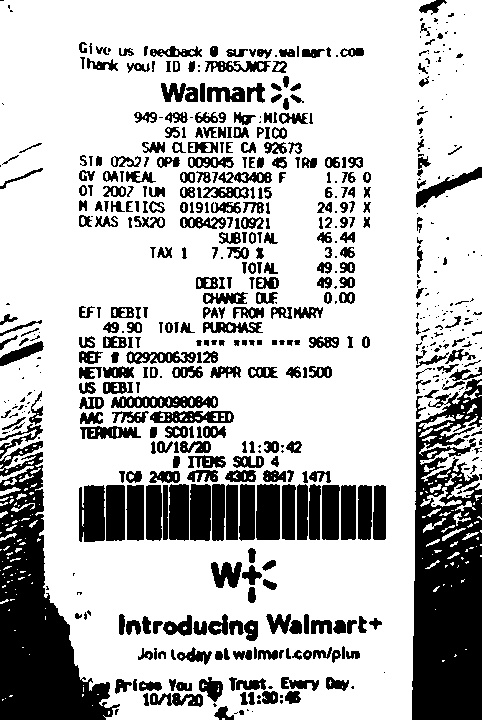 Give us feedback @ survey.walmart.com
Thank you! ID #:7PB65JWCFZ2
Walmart
949-498-6669 Mgr:MICHAEL
951 AVENIDA PICO
SAN CLEMENTE CA 92673
ST# 02527 OP# 009045 TE# 45 TR# 06193
GV OATMEAL 007874243408 F 1.76 O
OT 2007 TUM 081236803115 6.74 X
M ATHLETICS 019104567781 24.97 X
DEXAS 15X20 008429710921 12.97 X
SUBTOTAL 46.44
TAX 1 7.750 % 3.46
TOTAL 49.90
DEBIT TEND 49.90
CHANGE DUE 0.00
EFT DEBIT PAY FROM PRIMARY
49.90 TOTAL PURCHASE
US DEBIT **** **** **** 9689 I 0
REF # 029200639128
NETWORK ID. 0056 APPR CODE 461500
US DEBIT
AID A0000000980840
AAC 7756F4EB82B54EED
TERMINAL # SC011004
10/18/20 11:30:42
# ITEMS SOLD 4
TC# 2400 4776 4305 8847 1471
W+
Introducing Walmart+
Join today at walmart.com/plus
Prices You Can Trust. Every Day.
10/18/20 11:30:46